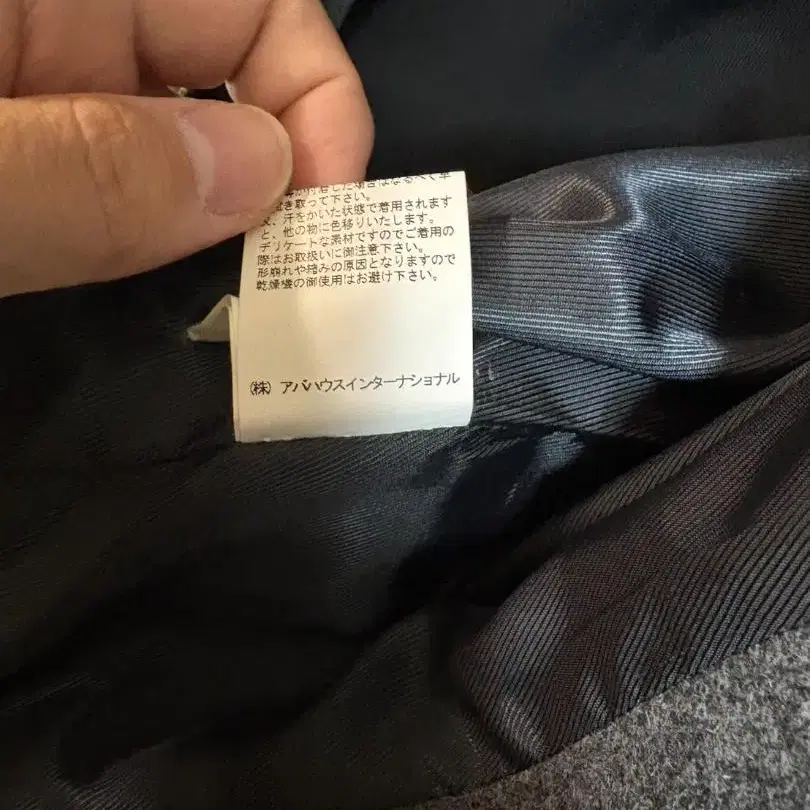 が付着した場合はなるべく早
き取って下さい。
又、汗をかいた状態で着用されます
と、他の物に色移りいたします。
デリケートな素材ですのでご着用の
際はお取扱いに御注意下さい。
形崩れや縮みの原因となりますので
乾燥機の御使用はお避け下さい。
㈱ アバハウスインターナショナル